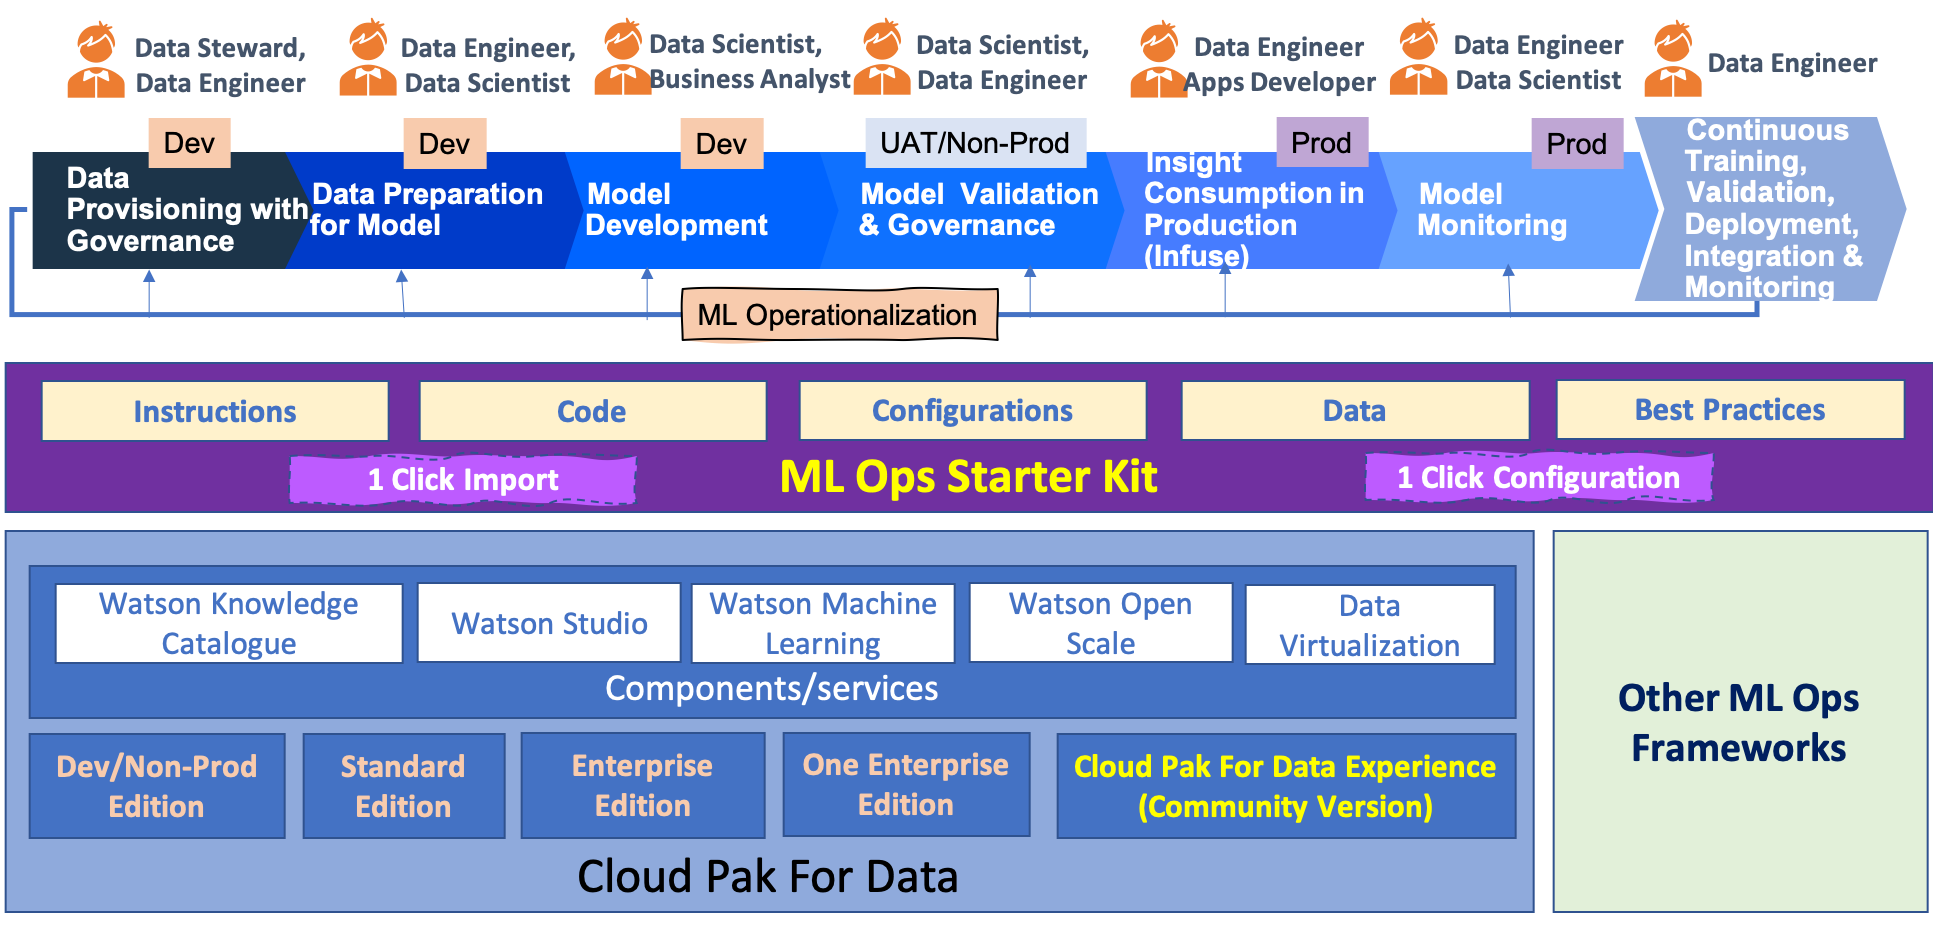 Data Steward,
Data Engineer
Data Engineer,
Data Scientist
Data Scientist,
Business Analyst
Data Scientist,
Data Engineer
Data Engineer
Apps Developer
Data Engineer
Data Scientist
Data Engineer
Dev
Dev
Dev
UAT/Non-Prod
Prod
Prod
Data
Provisioning with
Governance
Data Preparation
for Model
Model
Development
Model Validation
& Governance
Insight
Consumption in
Production
(Infuse)
Model
Monitoring
Continuous
Training,
Validation,
Deployment,
Integration &
Monitoring
ML Operationalization
Instructions
Code
Configurations
Data
Best Practices
1 Click Import
ML Ops Starter Kit
1 Click Configuration
Watson Knowledge
Catalogue
Watson Studio
Watson Machine
Learning
Watson Open
Scale
Data
Virtualization
Components/services
Dev/Non-Prod
Edition
Standard
Edition
Enterprise
Edition
One Enterprise
Edition
Cloud Pak For Data Experience
(Community Version)
Cloud Pak For Data
Other ML Ops
Frameworks